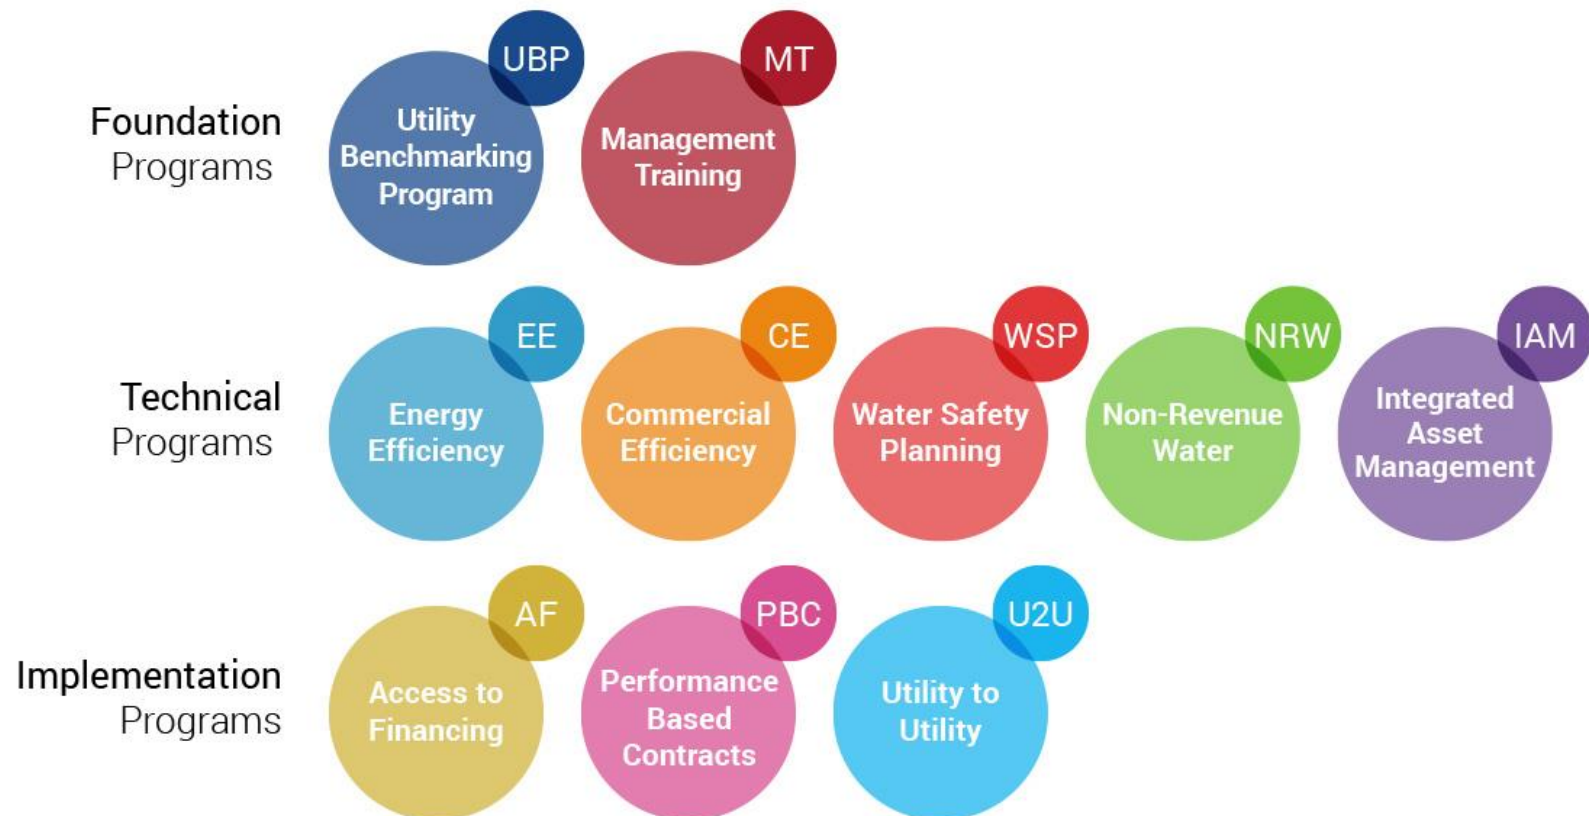 Foundation
Programs
UBP
Utility
Benchmarking
Program
MT
Management
Training
Technical
Programs
EE
Energy
Efficiency
CE
Commercial
Efficiency
WSP
Water Safety
Planning
NRW
Non-Revenue
Water
IAM
Integrated
Asset
Management
Implementation
Programs
AF
Access to
Financing
PBC
Performance
Based
Contracts
U2U
Utility to
Utility